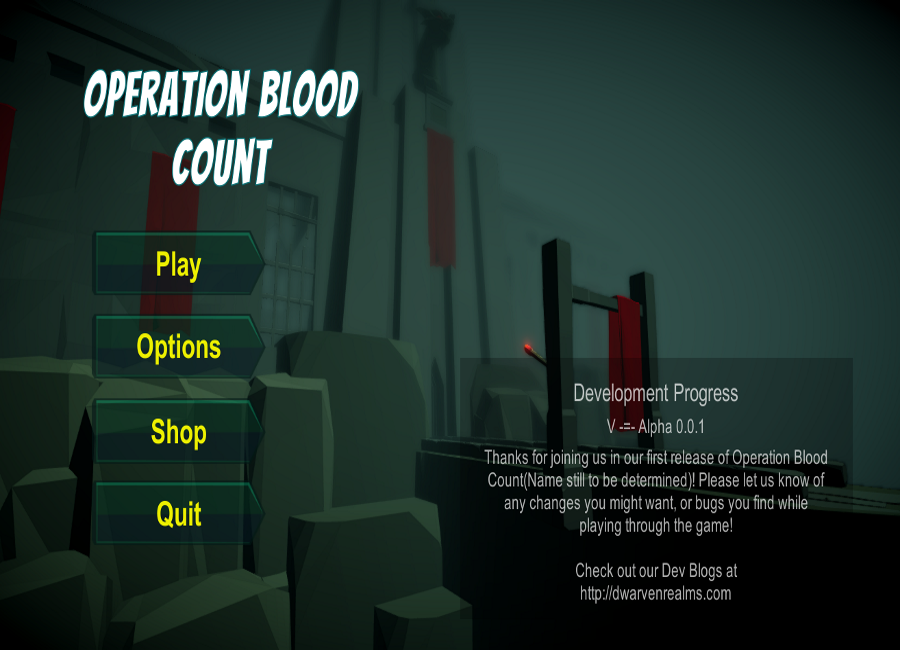 OPERATION BLOOD
COUNT
Play
Options
Shop
Quit
Development Progress
V -=- Alpha 0.0.1
Thanks for joining us in our first release of Operation Blood
Count(Name still to be determined)! Please let us know of
any changes you might want, or bugs you find while
playing through the game!
Check out our Dev Blogs at
http://dwarvenrealms.com